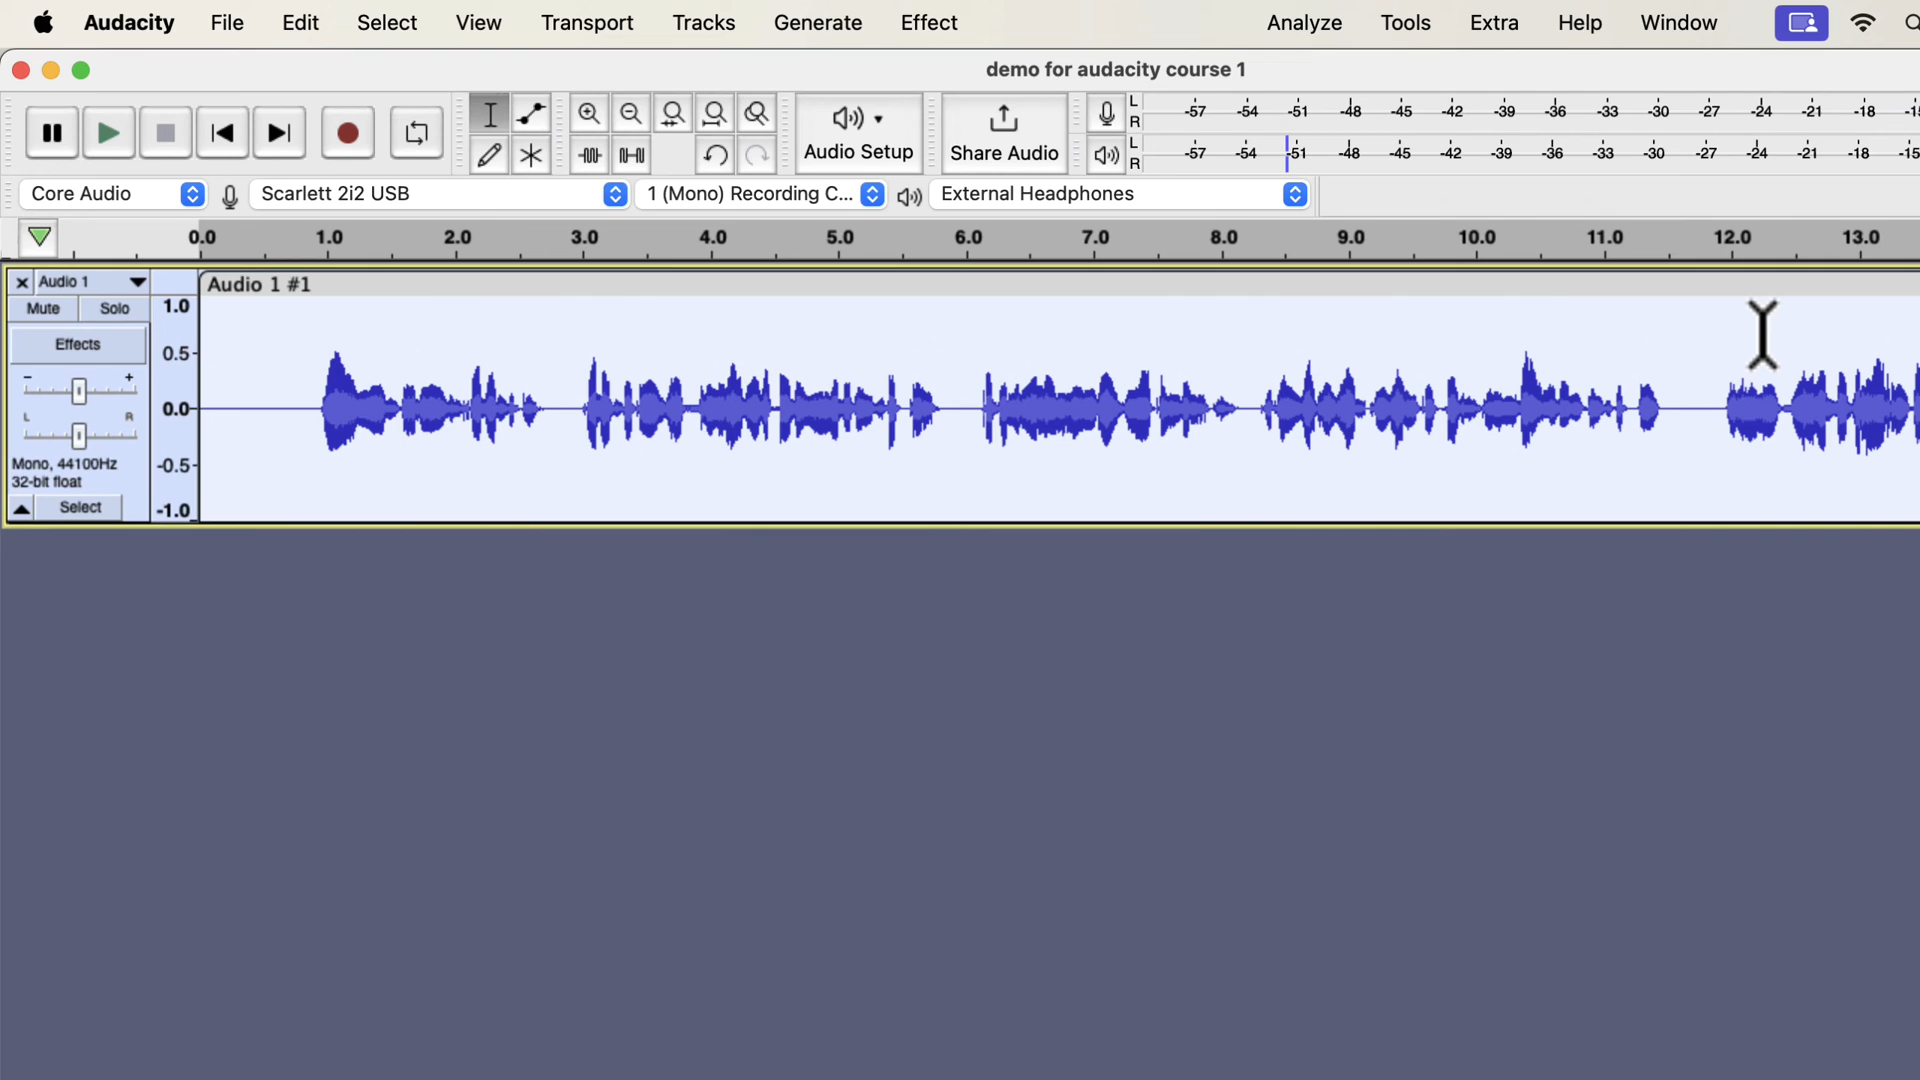 Audacity File Edit Select View Transport Tracks Generate Effect Analyze Tools Extra Help Window
demo for audacity course 1
Audio Setup
Share Audio
L -57 -54 -51 -48 -45 -42 -39 -36 -33 -30 -27 -24 -21 -18
R
L -57 -54 -51 -48 -45 -42 -39 -36 -33 -30 -27 -24 -21 -18 -15
R
Core Audio Scarlett 2i2 USB 1 (Mono) Recording C... External Headphones
0.0 1.0 2.0 3.0 4.0 5.0 6.0 7.0 8.0 9.0 10.0 11.0 12.0 13.0
Audio 1
Audio 1 #1
Mute Solo
Effects
- +
L R
Mono, 44100Hz
32-bit float
Select
1.0
0.5
0.0
-0.5
-1.0